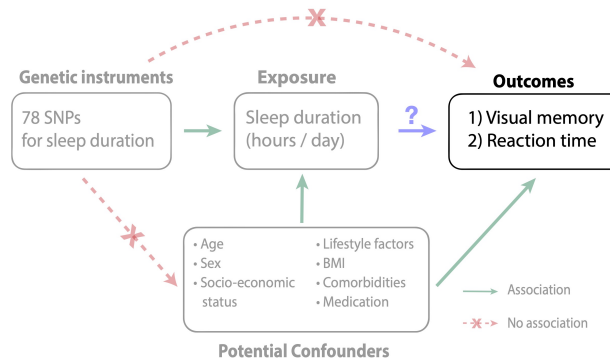 Genetic instruments
Exposure
Outcomes
78 SNPs
for sleep duration
Sleep duration
(hours / day)
?
1) Visual memory
2) Reaction time
• Age
• Sex
• Socio-economic
status
• Lifestyle factors
• BMI
• Comorbidities
• Medication
Potential Confounders
Association
No association